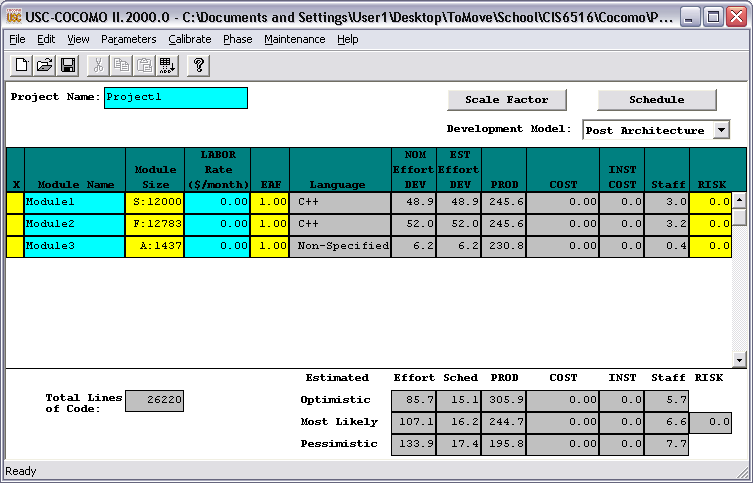 USC-COCOMO II.2000.0 - C:\Documents and Settings\User1\Desktop\ToMove\School\CIS6516\Cocomo\P...
File Edit View Parameters Calibrate Phase Maintenance Help
Project Name: Project1
Scale Factor Schedule
Development Model: Post Architecture
X Module Name Module Size LABOR Rate ($/month) EAF Language NOM Effort DEV EST Effort DEV PROD COST INST COST Staff RISK
Module1 S:12000 0.00 1.00 C++ 48.9 48.9 245.6 0.00 0.0 3.0 0.0
Module2 F:12783 0.00 1.00 C++ 52.0 52.0 245.6 0.00 0.0 3.2 0.0
Module3 A:1437 0.00 1.00 Non-Specified 6.2 6.2 230.8 0.00 0.0 0.4 0.0
Estimated Effort Sched PROD COST INST Staff RISK
Total Lines of Code: 26220
Optimistic 85.7 15.1 305.9 0.00 0.0 5.7
Most Likely 107.1 16.2 244.7 0.00 0.0 6.6 0.0
Pessimistic 133.9 17.4 195.8 0.00 0.0 7.7
Ready